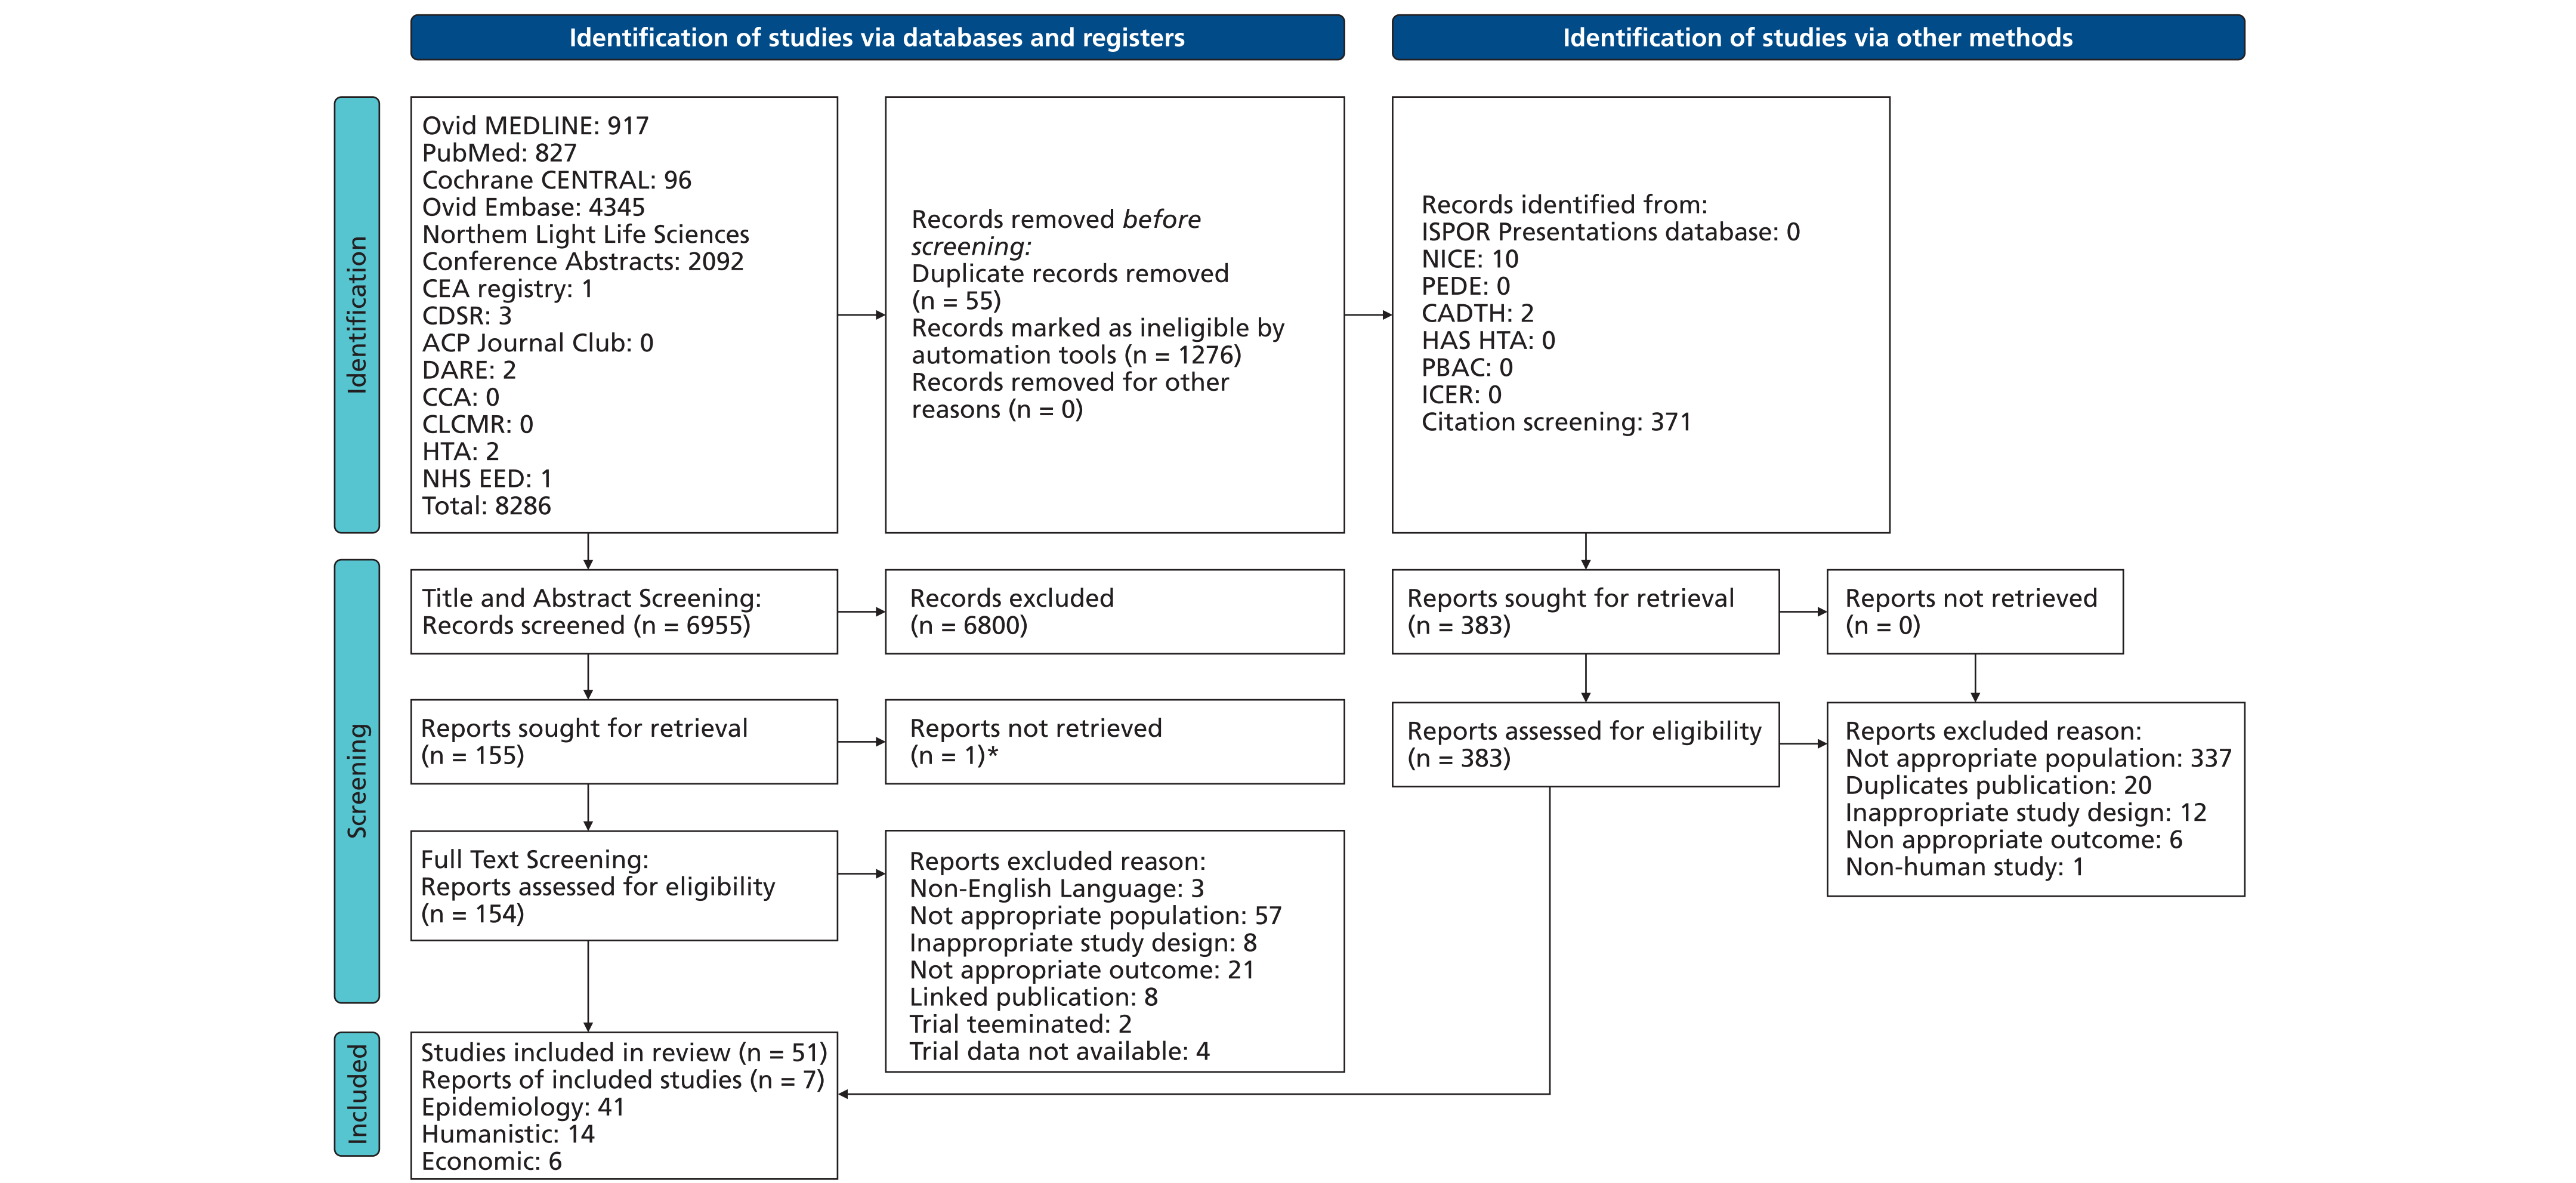 Identification of studies via databases and registers
Identification of studies via other methods
Identification
Ovid MEDLINE: 917
PubMed: 827
Cochrane CENTRAL: 96
Ovid Embase: 4345
Northem Light Life Sciences
Conference Abstracts: 2092
CEA registry: 1
CDSR: 3
ACP Journal Club: 0
DARE: 2
CCA: 0
CLCMR: 0
HTA: 2
NHS EED: 1
Total: 8286
Records removed before
screening:
Duplicate records removed
(n = 55)
Records marked as ineligible by
automation tools (n = 1276)
Records removed for other
reasons (n = 0)
Records identified from:
ISPOR Presentations database: 0
NICE: 10
PEDE: 0
CADTH: 2
HAS HTA: 0
PBAC: 0
ICER: 0
Citation screening: 371
Screening
Title and Abstract Screening:
Records screened (n = 6955)
Records excluded
(n = 6800)
Reports sought for retrieval
(n = 383)
Reports not retrieved
(n = 0)
Reports sought for retrieval
(n = 155)
Reports not retrieved
(n = 1)*
Reports assessed for eligibility
(n = 383)
Reports excluded reason:
Not appropriate population: 337
Duplicates publication: 20
Inappropriate study design: 12
Non appropriate outcome: 6
Non-human study: 1
Full Text Screening:
Reports assessed for eligibility
(n = 154)
Reports excluded reason:
Non-English Language: 3
Not appropriate population: 57
Inappropriate study design: 8
Not appropriate outcome: 21
Linked publication: 8
Trial teeminated: 2
Trial data not available: 4
Included
Studies included in review (n = 51)
Reports of included studies (n = 7)
Epidemiology: 41
Humanistic: 14
Economic: 6